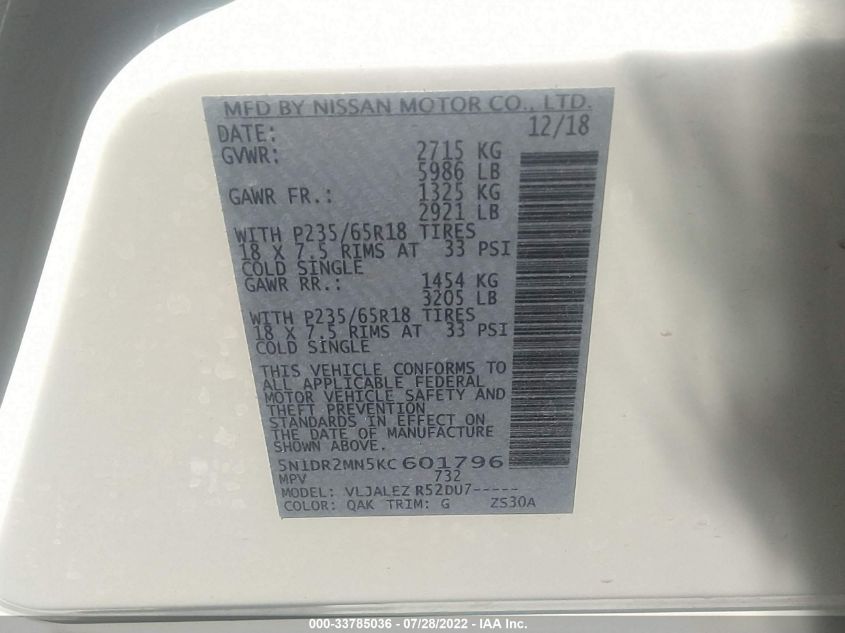 MFD BY NISSAN MOTOR CO., LTD.
DATE: 12/18
GVWR: 2715 KG
5986 LB
GAWR FR.: 1325 KG
2921 LB
WITH P235/65R18 TIRES
18 X 7.5 RIMS AT 33 PSI
COLD SINGLE
GAWR RR.: 1454 KG
3205 LB
WITH P235/65R18 TIRES
18 X 7.5 RIMS AT 33 PSI
COLD SINGLE
THIS VEHICLE CONFORMS TO
ALL APPLICABLE FEDERAL
MOTOR VEHICLE SAFETY AND
THEFT PREVENTION
STANDARDS IN EFFECT ON
THE DATE OF MANUFACTURE
SHOWN ABOVE.
5N1DR2MN5KC601796
MPV 732
MODEL: VLJALEZ R52DU7-----
COLOR: QAK TRIM: G ZS30A
000-33785036 - 07/28/2022 - IAA Inc.